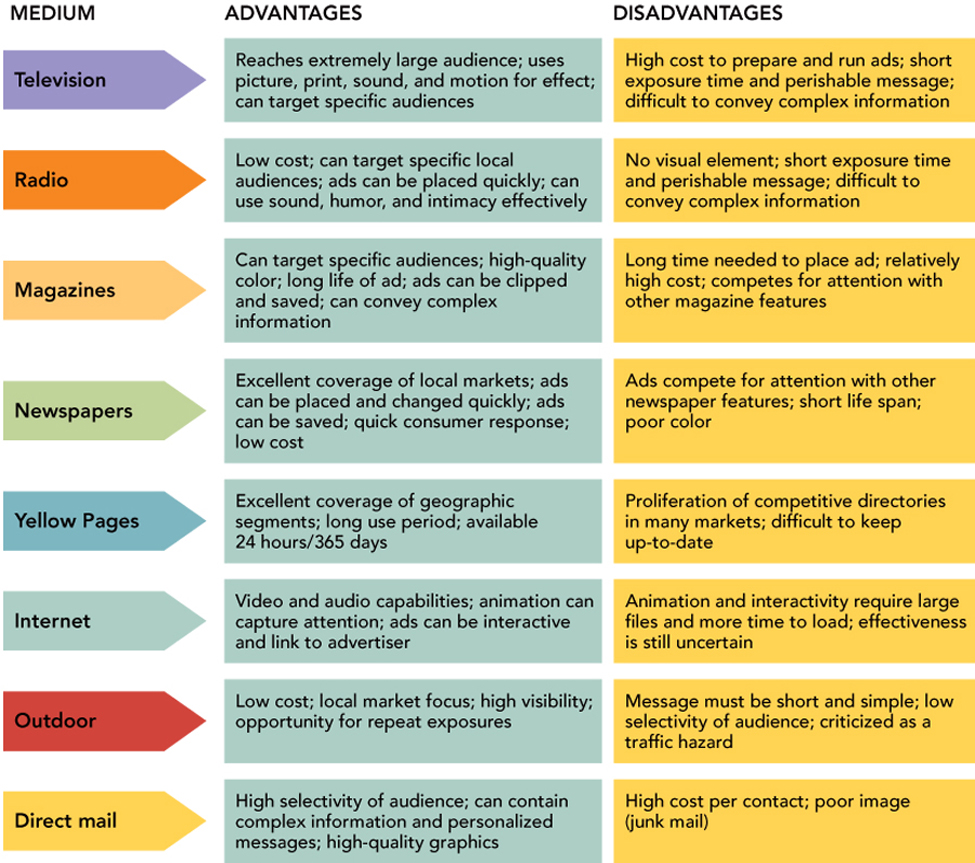 MEDIUM ADVANTAGES DISADVANTAGES
Television
Reaches extremely large audience; uses
picture, print, sound, and motion for effect;
can target specific audiences
High cost to prepare and run ads; short
exposure time and perishable message;
difficult to convey complex information
Radio
Low cost; can target specific local
audiences; ads can be placed quickly; can
use sound, humor, and intimacy effectively
No visual element; short exposure time
and perishable message; difficult to
convey complex information
Magazines
Can target specific audiences; high-quality
color; long life of ad; ads can be clipped
and saved; can convey complex
information
Long time needed to place ad; relatively
high cost; competes for attention with
other magazine features
Newspapers
Excellent coverage of local markets; ads
can be placed and changed quickly; ads
can be saved; quick consumer response;
low cost
Ads compete for attention with other
newspaper features; short life span;
poor color
Yellow Pages
Excellent coverage of geographic
segments; long use period; available
24 hours/365 days
Proliferation of competitive directories
in many markets; difficult to keep
up-to-date
Internet
Video and audio capabilities; animation can
capture attention; ads can be interactive
and link to advertiser
Animation and interactivity require large
files and more time to load; effectiveness
is still uncertain
Outdoor
Low cost; local market focus; high visibility;
opportunity for repeat exposures
Message must be short and simple; low
selectivity of audience; criticized as a
traffic hazard
Direct mail
High selectivity of audience; can contain
complex information and personalized
messages; high-quality graphics
High cost per contact; poor image
(junk mail)